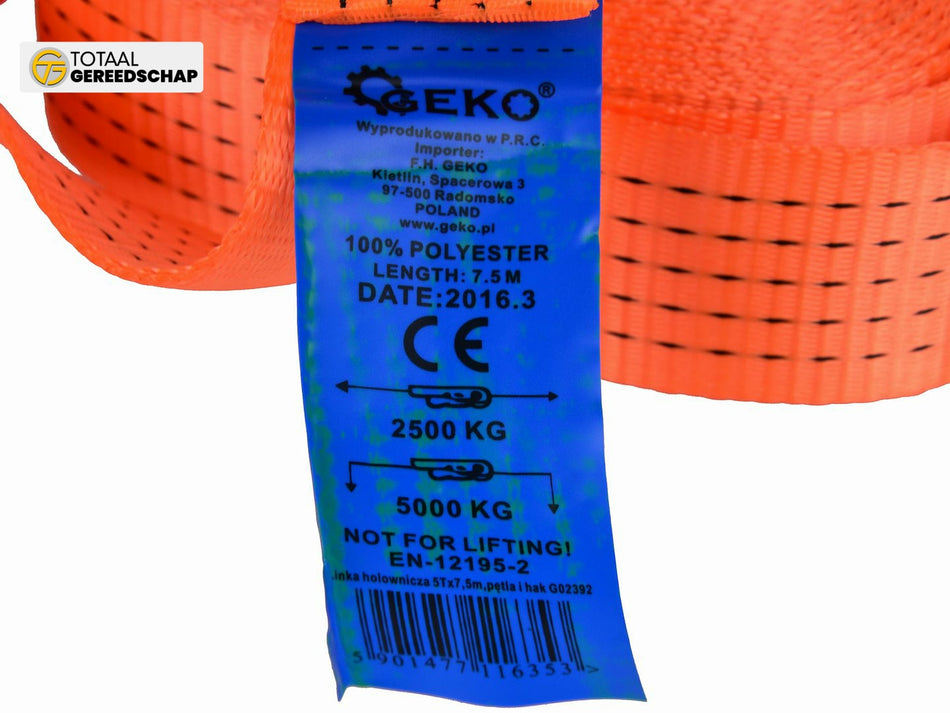 TOTAAL
GEREEDSCHAP
GEKO®
Wyprodukowano w P.R.C.
Importer:
F.H. GEKO
Kietlin, Spacerowa 3
97-500 Radomsko
POLAND
www.geko.pl
100% POLYESTER
LENGTH: 7.5 M
DATE:2016.3
CE
2500 KG
5000 KG
NOT FOR LIFTING!
EN-12195-2
inka holownicza 5Tx7,5m,pętla i hak G02392
5 901477 116353 >